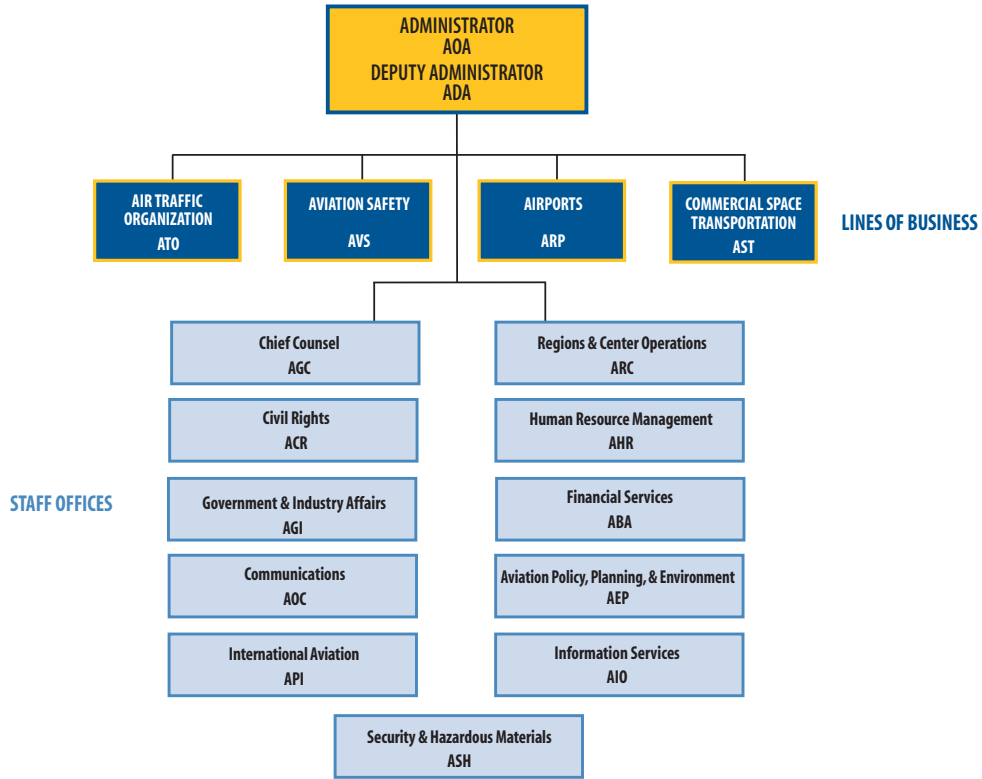 ADMINISTRATOR
AOA
DEPUTY ADMINISTRATOR
ADA
AIR TRAFFIC
ORGANIZATION
ATO
AVIATION SAFETY
AVS
AIRPORTS
ARP
COMMERCIAL SPACE
TRANSPORTATION
AST
LINES OF BUSINESS
STAFF OFFICES
Chief Counsel
AGC
Civil Rights
ACR
Government & Industry Affairs
AGI
Communications
AOC
International Aviation
API
Regions & Center Operations
ARC
Human Resource Management
AHR
Financial Services
ABA
Aviation Policy, Planning, & Environment
AEP
Information Services
AIO
Security & Hazardous Materials
ASH